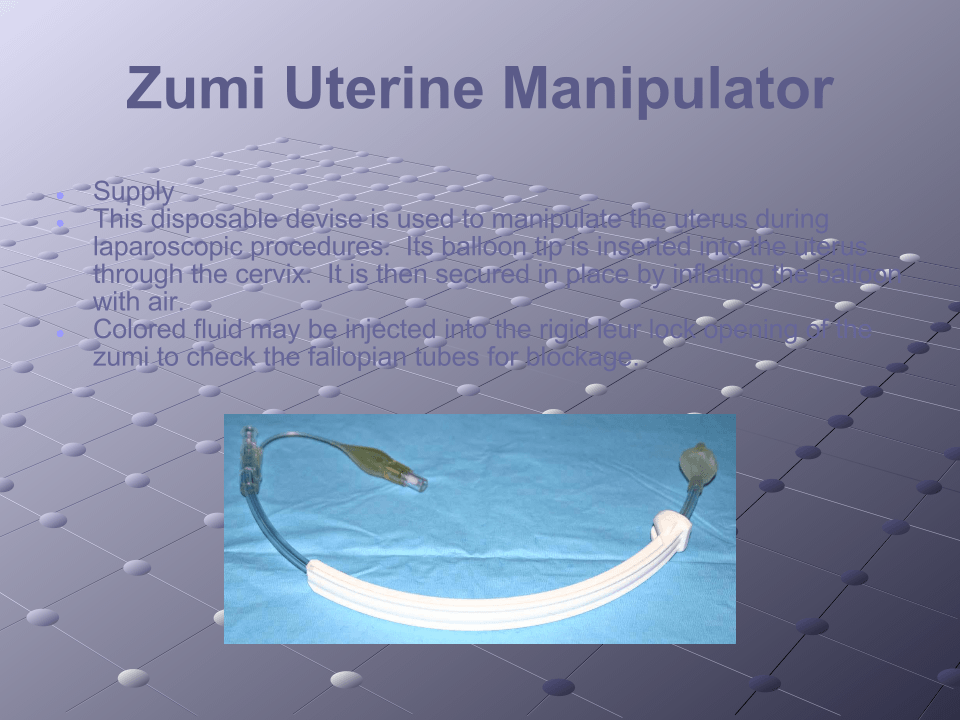 Zumi Uterine Manipulator
Supply
This disposable devise is used to manipulate the uterus during
laparoscopic procedures. Its balloon tip is inserted into the uterus
through the cervix. It is then secured in place by inflating the balloon
with air.
Colored fluid may be injected into the rigid leur lock opening of the
zumi to check the fallopian tubes for blockage.